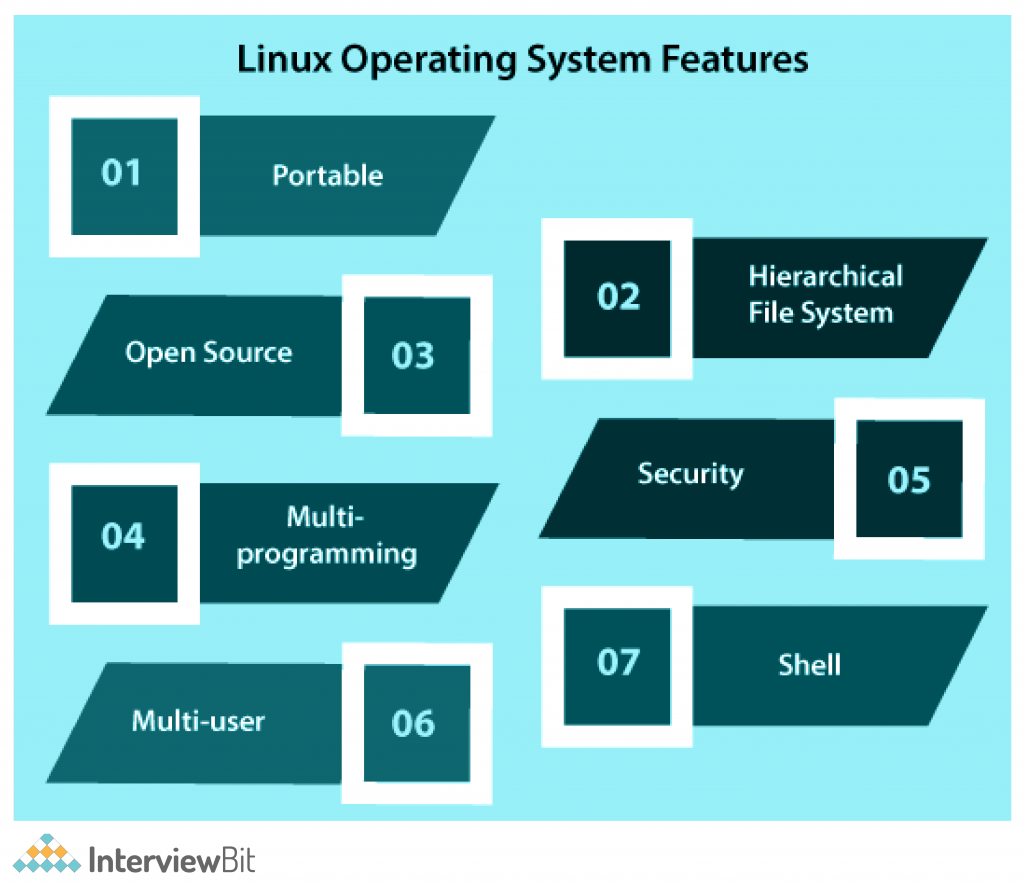 Linux Operating System Features
01
Portable
02
Hierarchical
File System
Open Source
03
04
Multi-
programming
Security
05
Multi-user
06
07
Shell
InterviewBit